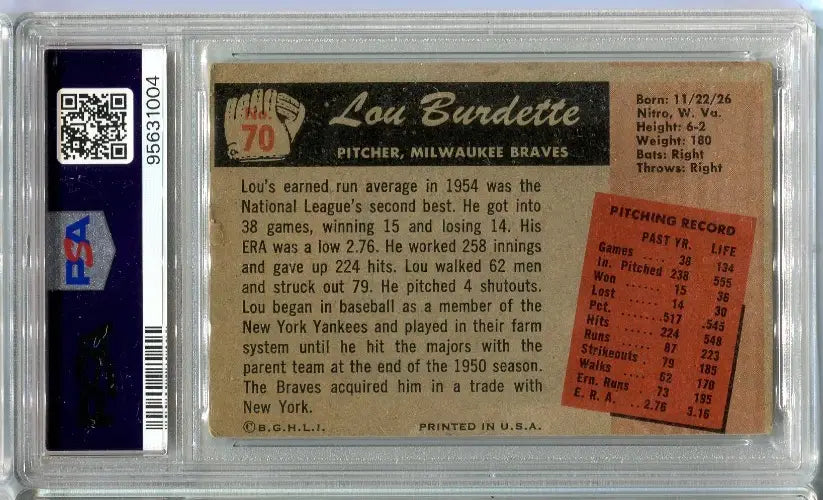 95631004
PSA
No.
70
Lou Burdette
PITCHER, MILWAUKEE BRAVES
Born: 11/22/26
Nitro, W. Va.
Height: 6-2
Weight: 180
Bats: Right
Throws: Right
Lou's earned run average in 1954 was the
National League's second best. He got into
38 games, winning 15 and losing 14. His
ERA was a low 2.76. He worked 258 innings
and gave up 224 hits. Lou walked 62 men
and struck out 79. He pitched 4 shutouts.
Lou began in baseball as a member of the
New York Yankees and played in their farm
system until he hit the majors with the
parent team at the end of the 1950 season.
The Braves acquired him in a trade with
New York.
©B.G.H.L.I. PRINTED IN U.S.A.
PITCHING RECORD
PAST YR. LIFE
Games .... 38 134
In. Pitched 238 555
Won ...... 15 36
Lost ...... 14 30
Pct. ..... .517 .545
Hits ..... 224 548
Runs ..... 87 223
Strikeouts . 79 185
Walks .... 62 170
Ern. Runs . 73 195
E. R. A. .. 2.76 3.16